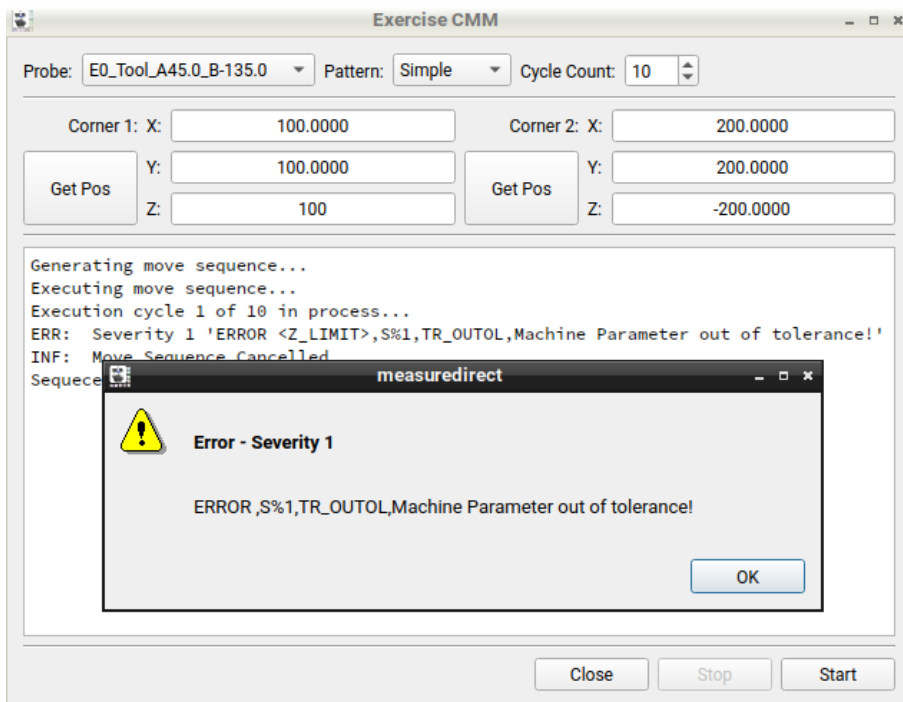 Exercise CMM
Probe: E0_Tool_A45.0_B-135.0 Pattern: Simple Cycle Count: 10
Corner 1: X: 100.0000 Corner 2: X: 200.0000
Get Pos Y: 100.0000 Get Pos Y: 200.0000
Z: 100 Z: -200.0000
Generating move sequence...
Executing move sequence...
Execution cycle 1 of 10 in process...
ERR: Severity 1 'ERROR <Z_LIMIT>,S%1,TR_OUTOL,Machine Parameter out of tolerance!'
INF: Move Sequence Cancelled
Sequece
measuredirect
Error - Severity 1
ERROR ,S%1,TR_OUTOL,Machine Parameter out of tolerance!
OK
Close Stop Start